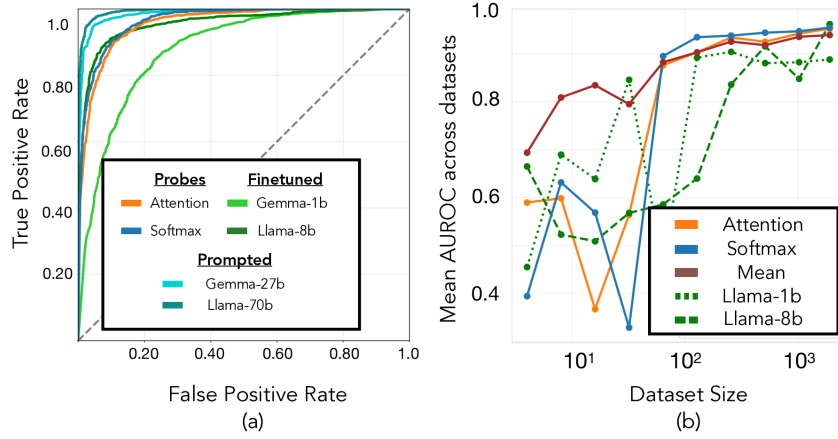 True Positive Rate
1.0
0.80
0.60
0.40
0.20
Probes Finetuned
Attention Gemma-1b
Softmax Llama-8b
Prompted
Gemma-27b
Llama-70b
0.20 0.40 0.60 0.80 1.0
False Positive Rate
(a)
Mean AUROC across datasets
1.0
0.8
0.6
0.4
Attention
Softmax
Mean
Llama-1b
Llama-8b
10¹ 10² 10³
Dataset Size
(b)